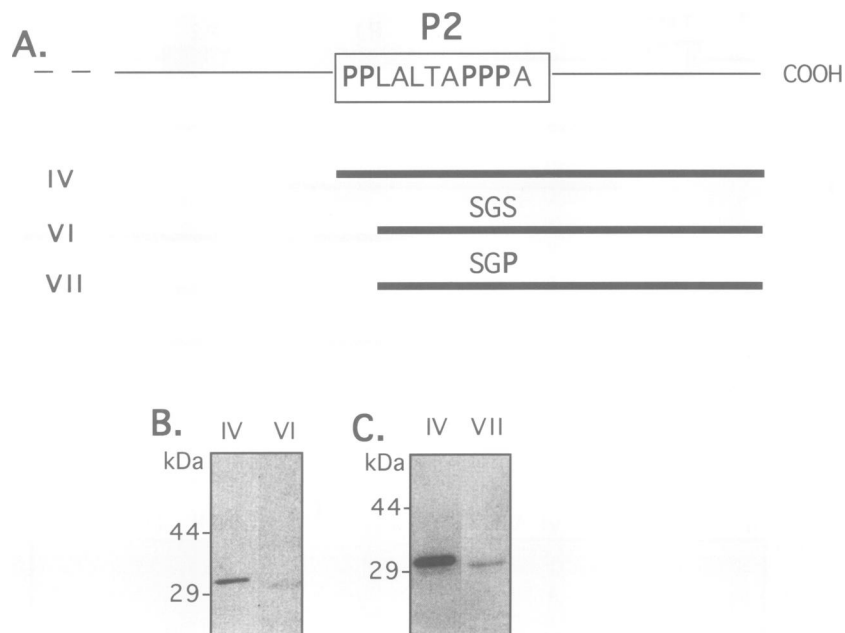 A.
P2
PPLALTAPPPA
COOH
IV
SGS
VI
SGP
VII
B.
IV VI
kDa
44
29
C.
IV VII
kDa
44
29